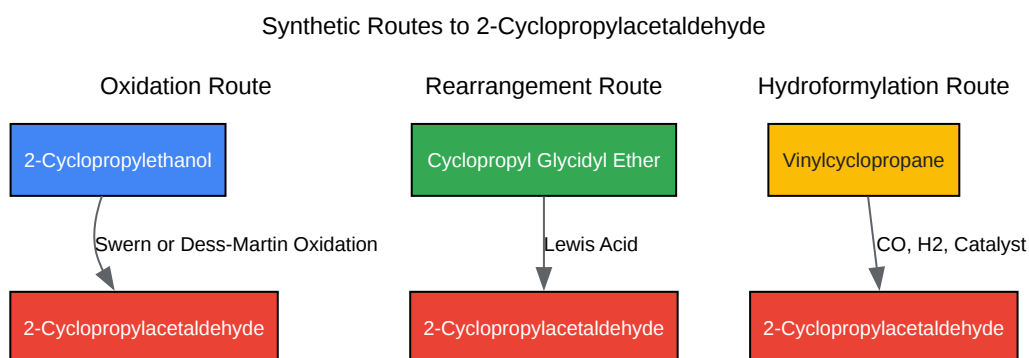 Synthetic Routes to 2-Cyclopropylacetaldehyde
Oxidation Route
Rearrangement Route
Hydroformylation Route
2-Cyclopropylethanol
Cyclopropyl Glycidyl Ether
Vinylcyclopropane
Swern or Dess-Martin Oxidation
Lewis Acid
CO, H2, Catalyst
2-Cyclopropylacetaldehyde
2-Cyclopropylacetaldehyde
2-Cyclopropylacetaldehyde